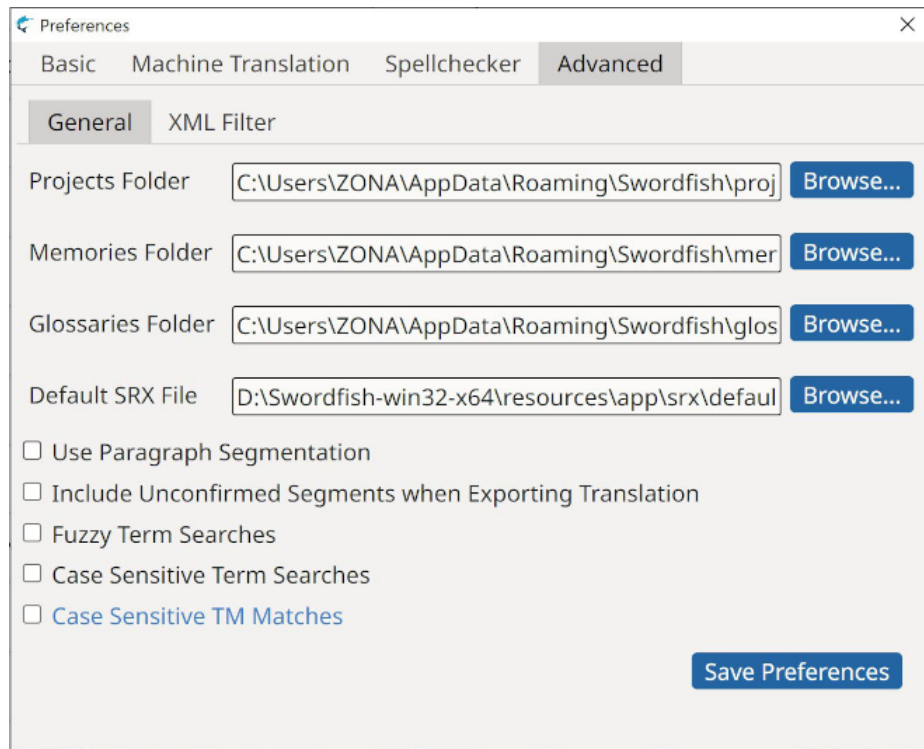 Preferences
Basic Machine Translation Spellchecker Advanced
General XML Filter
Projects Folder C:\Users\ZONA\AppData\Roaming\Swordfish\proj Browse...
Memories Folder C:\Users\ZONA\AppData\Roaming\Swordfish\mer Browse...
Glossaries Folder C:\Users\ZONA\AppData\Roaming\Swordfish\glos Browse...
Default SRX File D:\Swordfish-win32-x64\resources\app\srx\defaul Browse...
Use Paragraph Segmentation
Include Unconfirmed Segments when Exporting Translation
Fuzzy Term Searches
Case Sensitive Term Searches
Case Sensitive TM Matches
Save Preferences